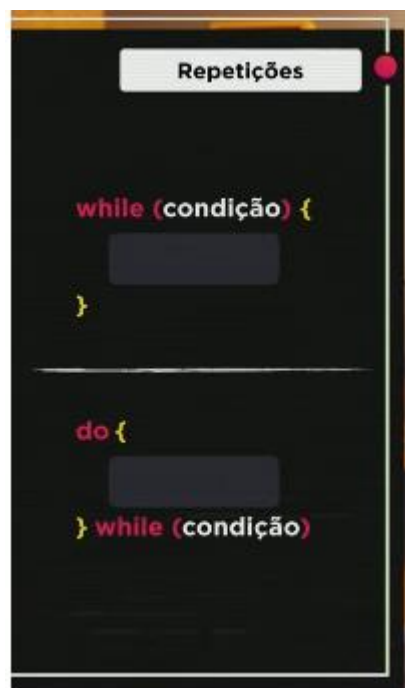 Repetições
while (condição) {
}
do {
} while (condição)